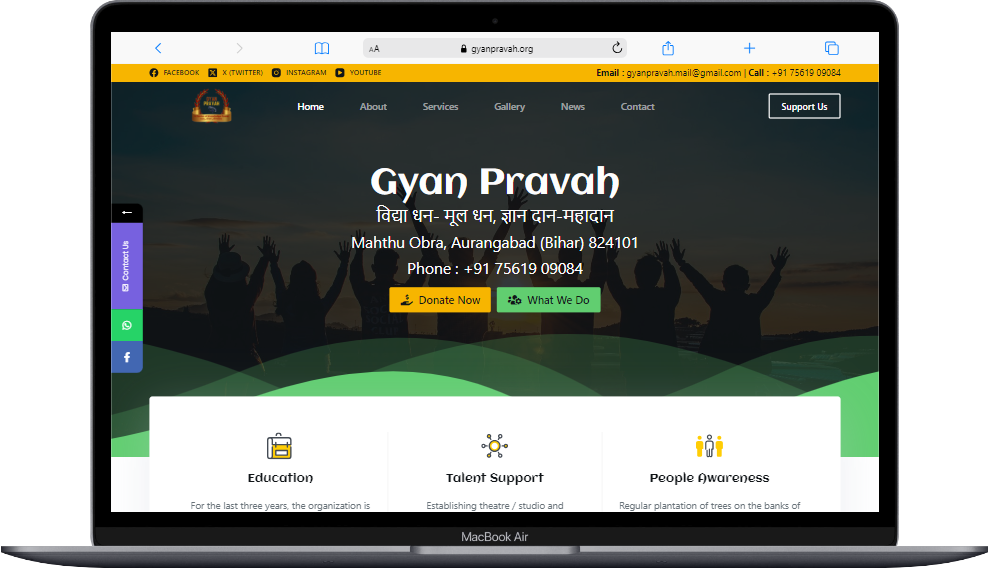 AA gyanpravah.org
FACEBOOK X (TWITTER) INSTAGRAM YOUTUBE Email : gyanpravah.mail@gmail.com | Call : +91 75619 09084
Home About Services Gallery News Contact Support Us
Gyan Pravah
विद्या धन- मूल धन, ज्ञान दान-महादान
Mahthu Obra, Aurangabad (Bihar) 824101
Phone : +91 75619 09084
Contact Us
Donate Now What We Do
Education Talent Support People Awareness
For the last three years, the organization is Establishing theatre / studio and Regular plantation of trees on the banks of
MacBook Air